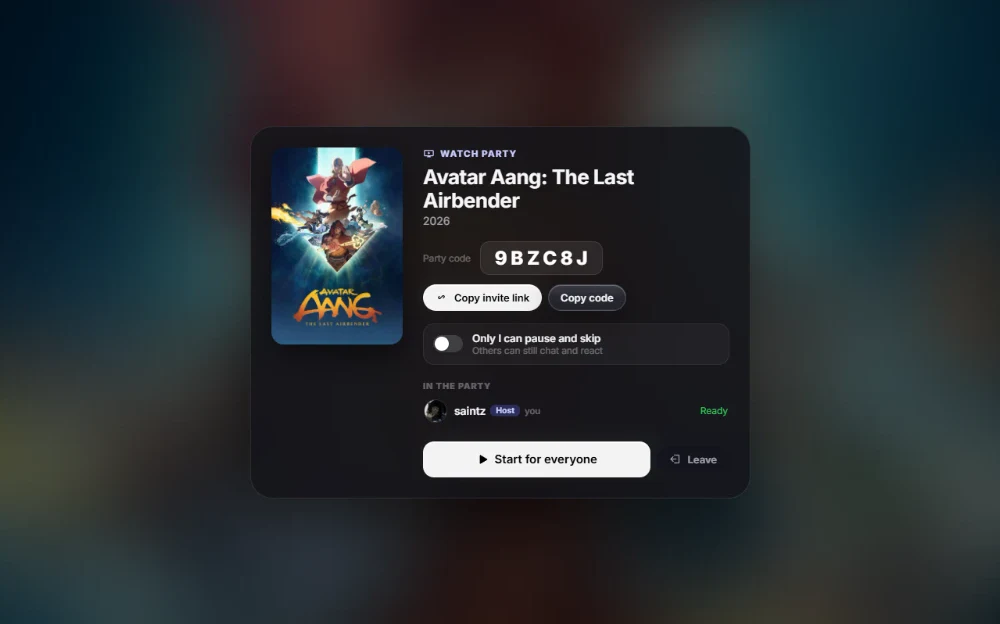 WATCH PARTY
Avatar Aang: The Last
Airbender
2026
Party code
9BZC8J
Copy invite link
Copy code
Only I can pause and skip
Others can still chat and react
IN THE PARTY
saintz Host you
Ready
Start for everyone
Leave
AVATAR
AANG
THE LAST AIRBENDER